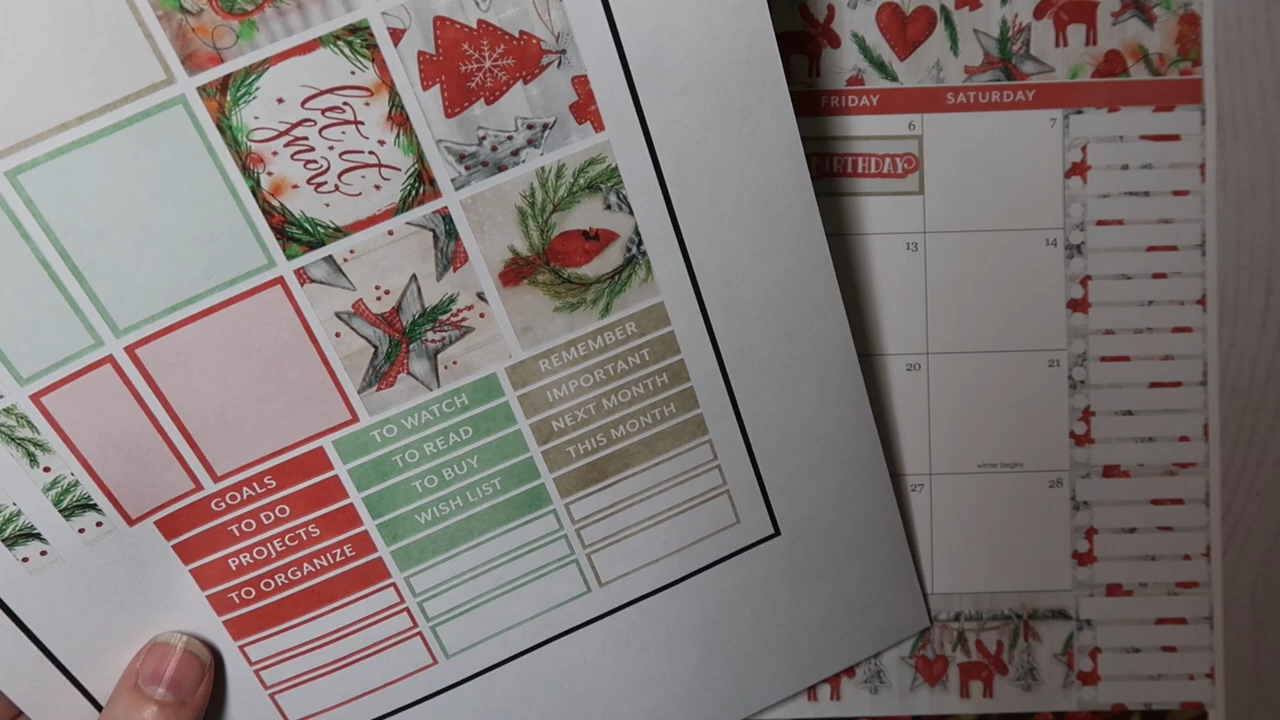 let it
snow
REMEMBER
IMPORTANT
NEXT MONTH
THIS MONTH
TO WATCH
TO READ
TO BUY
WISH LIST
GOALS
TO DO
PROJECTS
TO ORGANIZE
FRIDAY SATURDAY
6 7
BIRTHDAY
13 14
20 21
winter begins
27 28